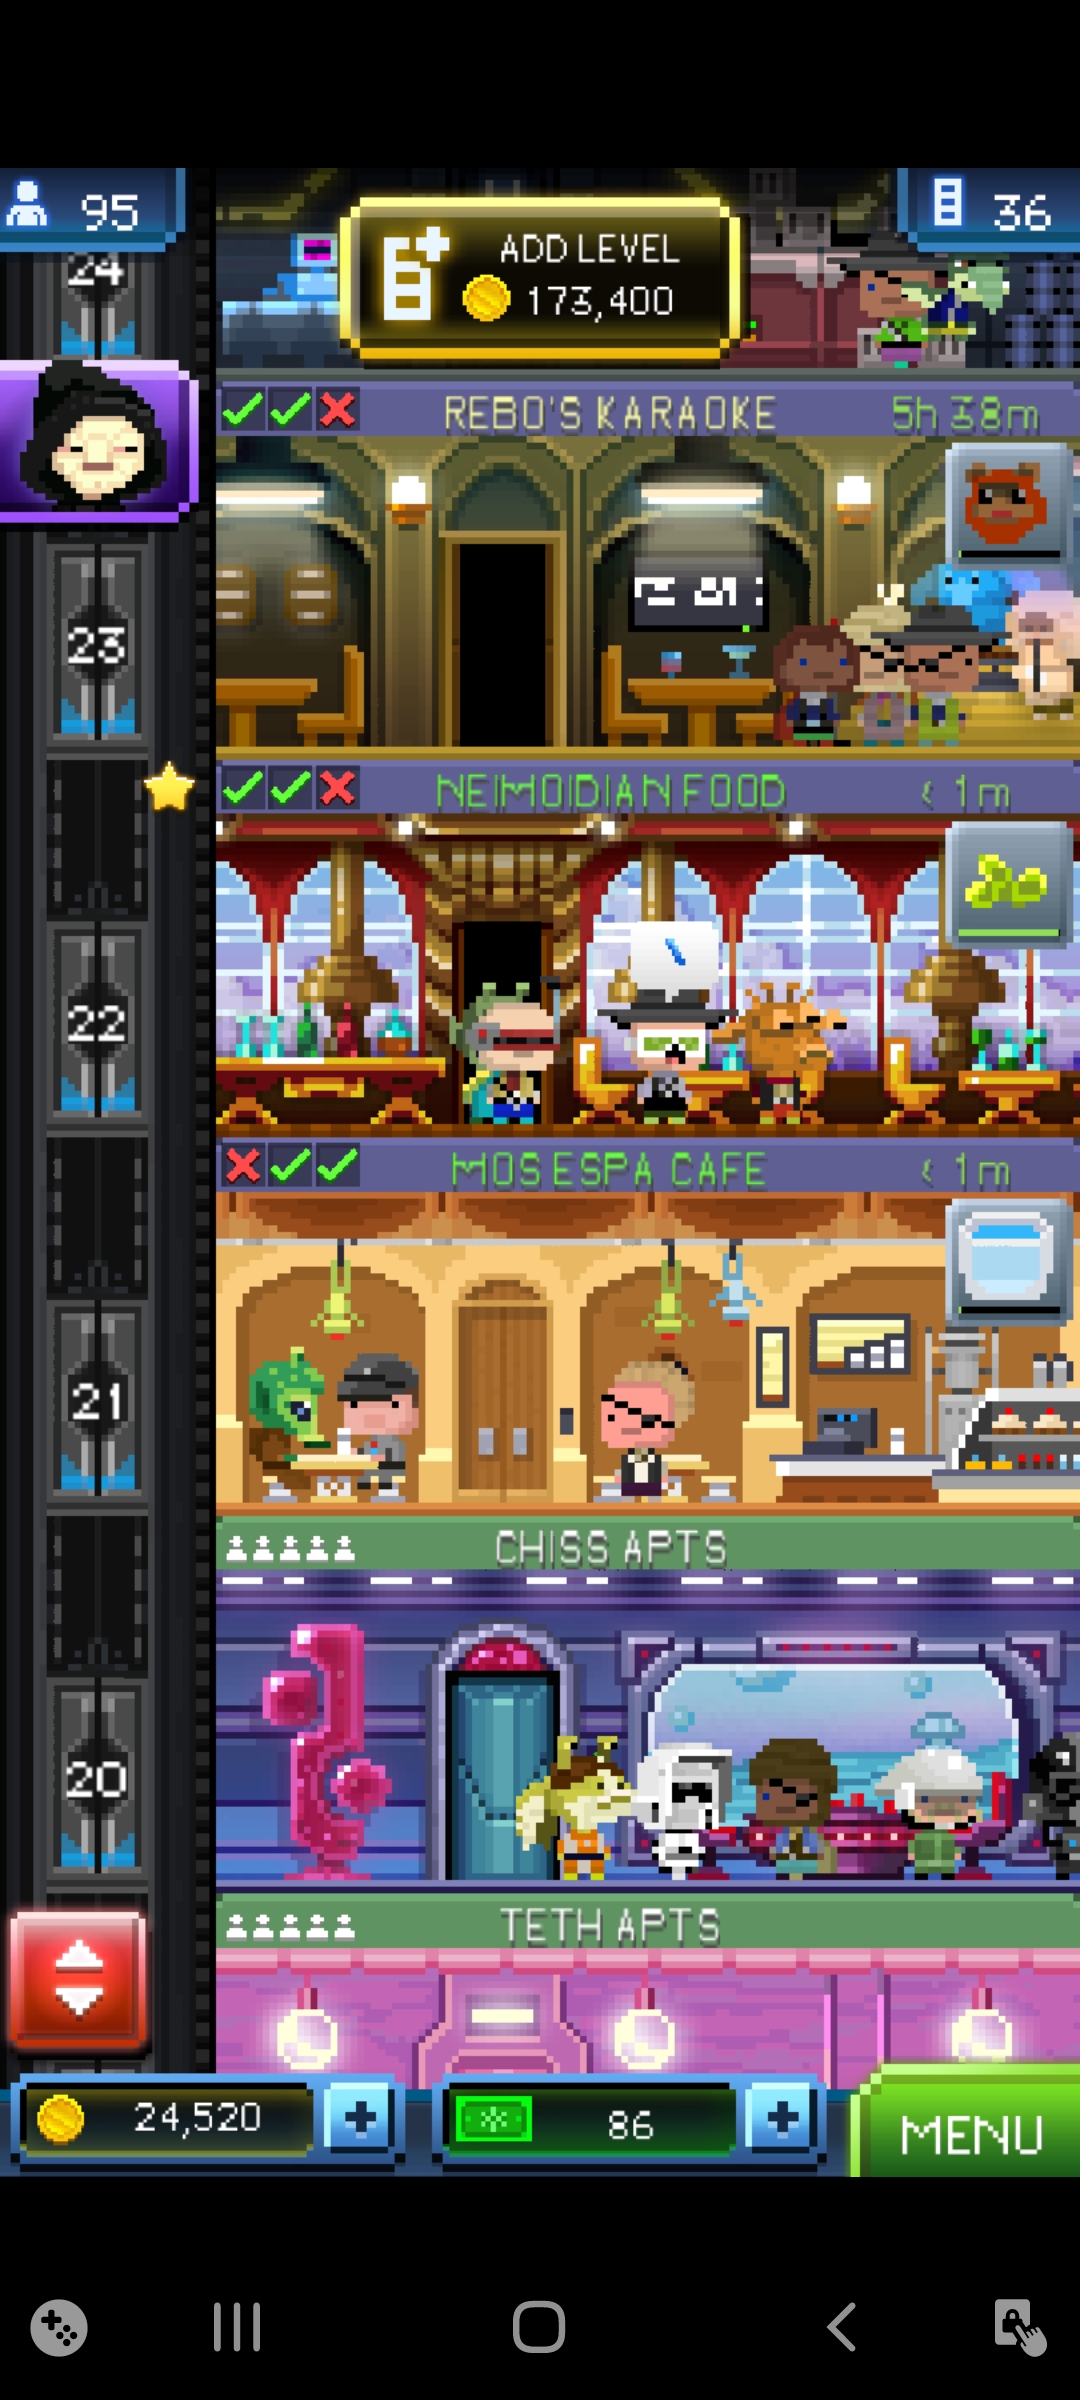 95
36
ADD LEVEL
173,400
24
REBO'S KARAOKE 5h 38m
23
NEIMOIDIAN FOOD < 1m
22
MOS ESPA CAFE < 1m
21
CHISS APTS
20
TETH APTS
24,520
86
MENU